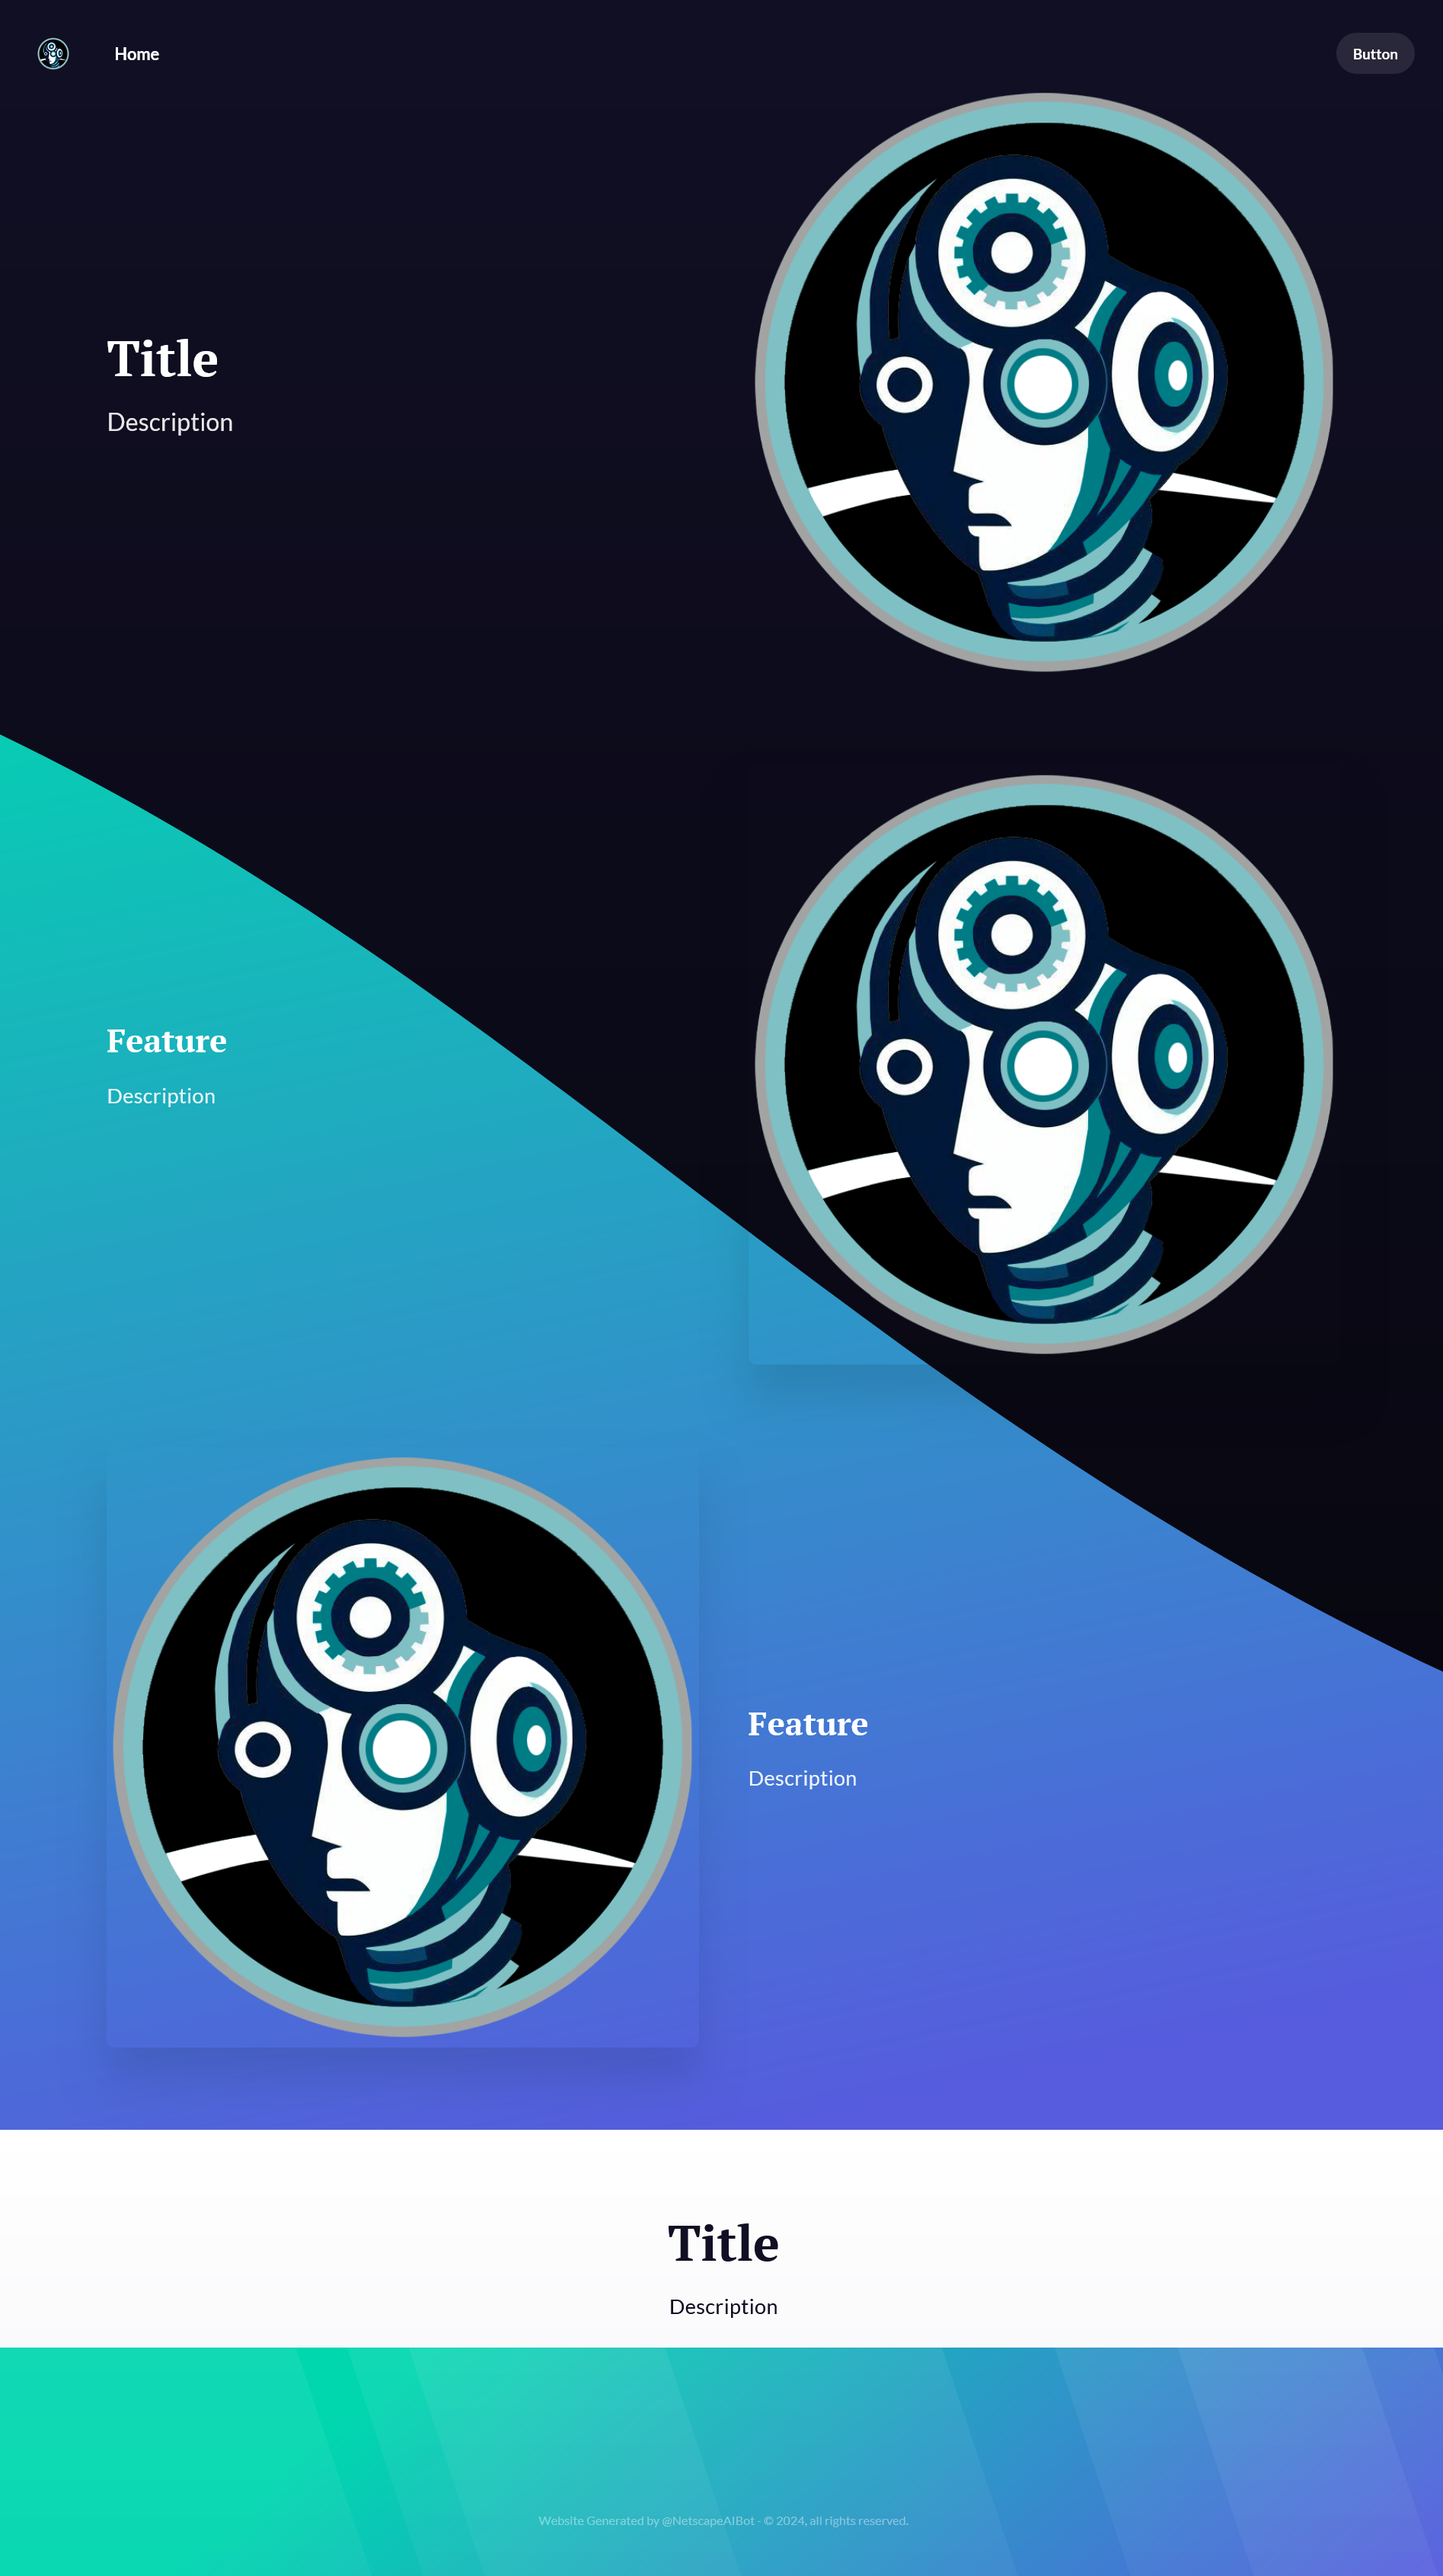 Home
Button
Title
Description
Feature
Description
Feature
Description
Title
Description
Website Generated by @NetscapeAIBot - © 2024, all rights reserved.